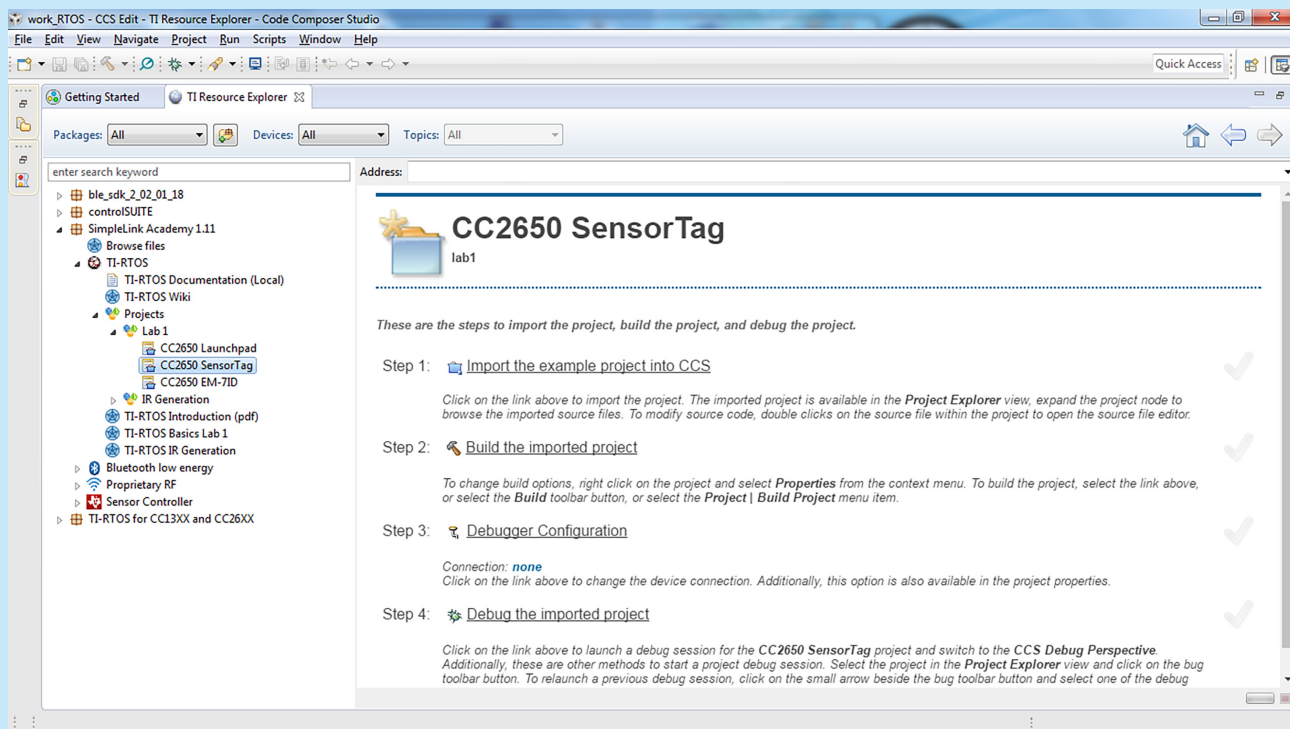 work_RTOS - CCS Edit - TI Resource Explorer - Code Composer Studio
File Edit View Navigate Project Run Scripts Window Help
Quick Access
Getting Started TI Resource Explorer
Packages: All Devices: All Topics: All
enter search keyword
Address:
ble_sdk_2_02_01_18
controlSUITE
SimpleLink Academy 1.11
Browse files
TI-RTOS
TI-RTOS Documentation (Local)
TI-RTOS Wiki
Projects
Lab 1
CC2650 Launchpad
CC2650 SensorTag
CC2650 EM-7ID
IR Generation
TI-RTOS Introduction (pdf)
TI-RTOS Basics Lab 1
TI-RTOS IR Generation
Bluetooth low energy
Proprietary RF
Sensor Controller
TI-RTOS for CC13XX and CC26XX
CC2650 SensorTag
lab1
These are the steps to import the project, build the project, and debug the project.
Step 1: Import the example project into CCS
Click on the link above to import the project. The imported project is available in the Project Explorer view, expand the project node to
browse the imported source files. To modify source code, double clicks on the source file within the project to open the source file editor.
Step 2: Build the imported project
To change build options, right click on the project and select Properties from the context menu. To build the project, select the link above,
or select the Build toolbar button, or select the Project | Build Project menu item.
Step 3: Debugger Configuration
Connection: none
Click on the link above to change the device connection. Additionally, this option is also available in the project properties.
Step 4: Debug the imported project
Click on the link above to launch a debug session for the CC2650 SensorTag project and switch to the CCS Debug Perspective.
Additionally, these are other methods to start a project debug session. Select the project in the Project Explorer view and click on the bug
toolbar button. To relaunch a previous debug session, click on the small arrow beside the bug toolbar button and select one of the debug